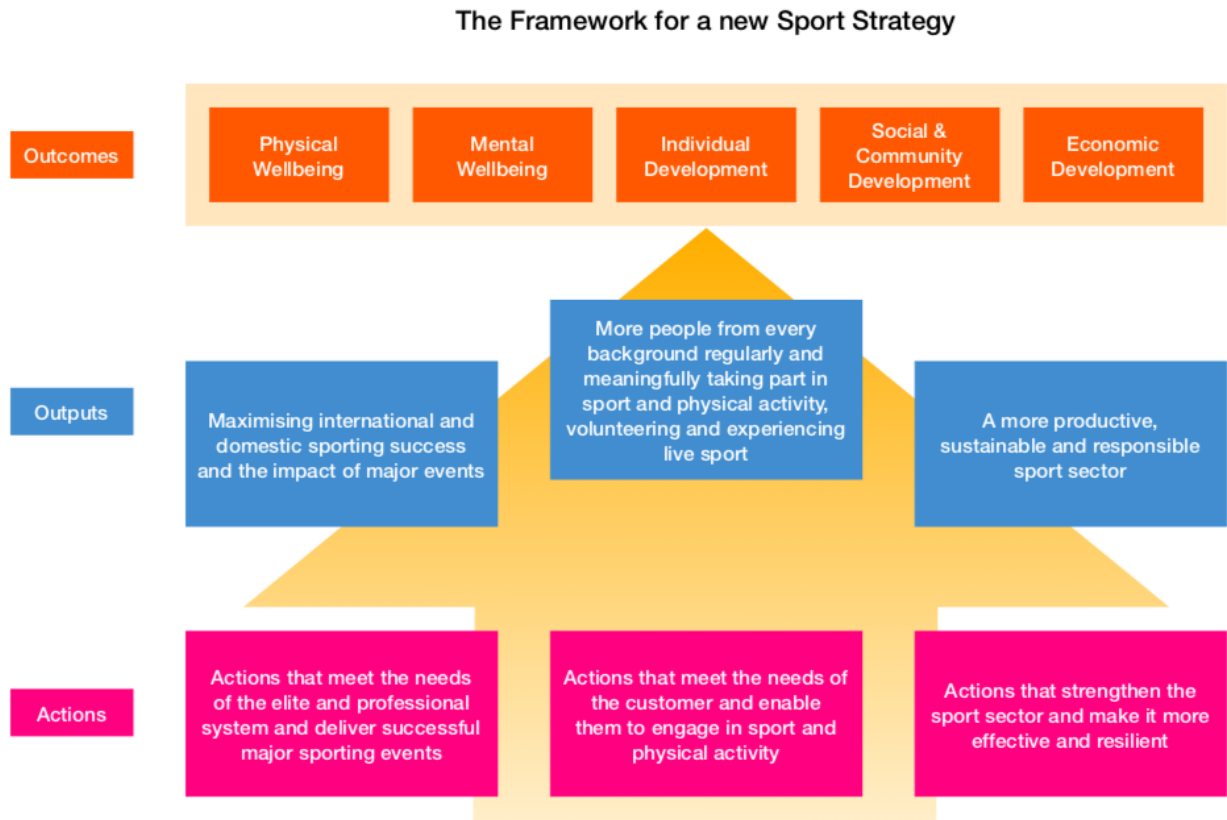 The Framework for a new Sport Strategy
Outcomes
Physical
Wellbeing
Mental
Wellbeing
Individual
Development
Social &
Community
Development
Economic
Development
Outputs
Maximising international and
domestic sporting success
and the impact of major events
More people from every
background regularly and
meaningfully taking part in
sport and physical activity,
volunteering and experiencing
live sport
A more productive,
sustainable and responsible
sport sector
Actions
Actions that meet the needs
of the elite and professional
system and deliver successful
major sporting events
Actions that meet the needs of
the customer and enable
them to engage in sport and
physical activity
Actions that strengthen the
sport sector and make it more
effective and resilient